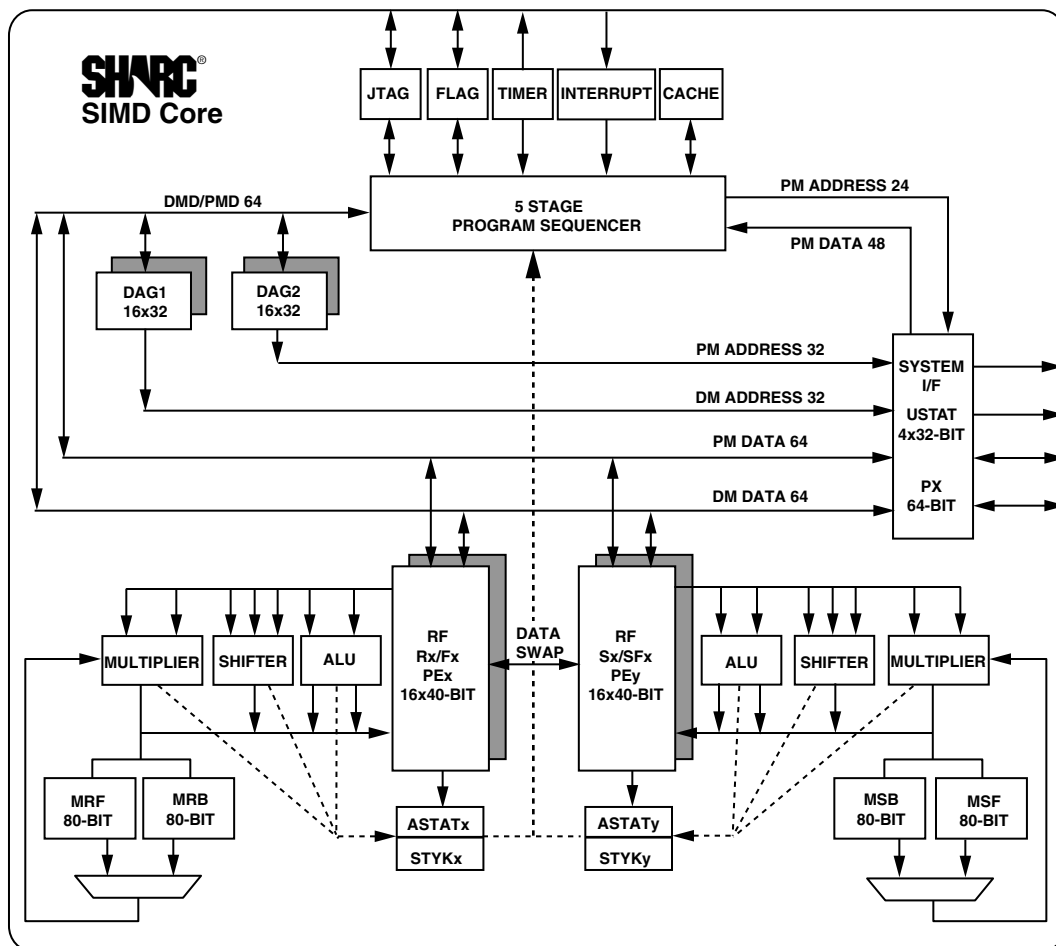 SHARC®
SIMD Core
JTAG
FLAG
TIMER
INTERRUPT
CACHE
DMD/PMD 64
5 STAGE
PROGRAM SEQUENCER
PM ADDRESS 24
PM DATA 48
DAG1
16x32
DAG2
16x32
PM ADDRESS 32
DM ADDRESS 32
PM DATA 64
DM DATA 64
SYSTEM
I/F
USTAT
4x32-BIT
PX
64-BIT
MULTIPLIER
SHIFTER
ALU
RF
Rx/Fx
PEx
16x40-BIT
DATA
SWAP
RF
Sx/SFx
PEy
16x40-BIT
ALU
SHIFTER
MULTIPLIER
MRF
80-BIT
MRB
80-BIT
ASTATx
STYKx
ASTATy
STYKy
MSB
80-BIT
MSF
80-BIT